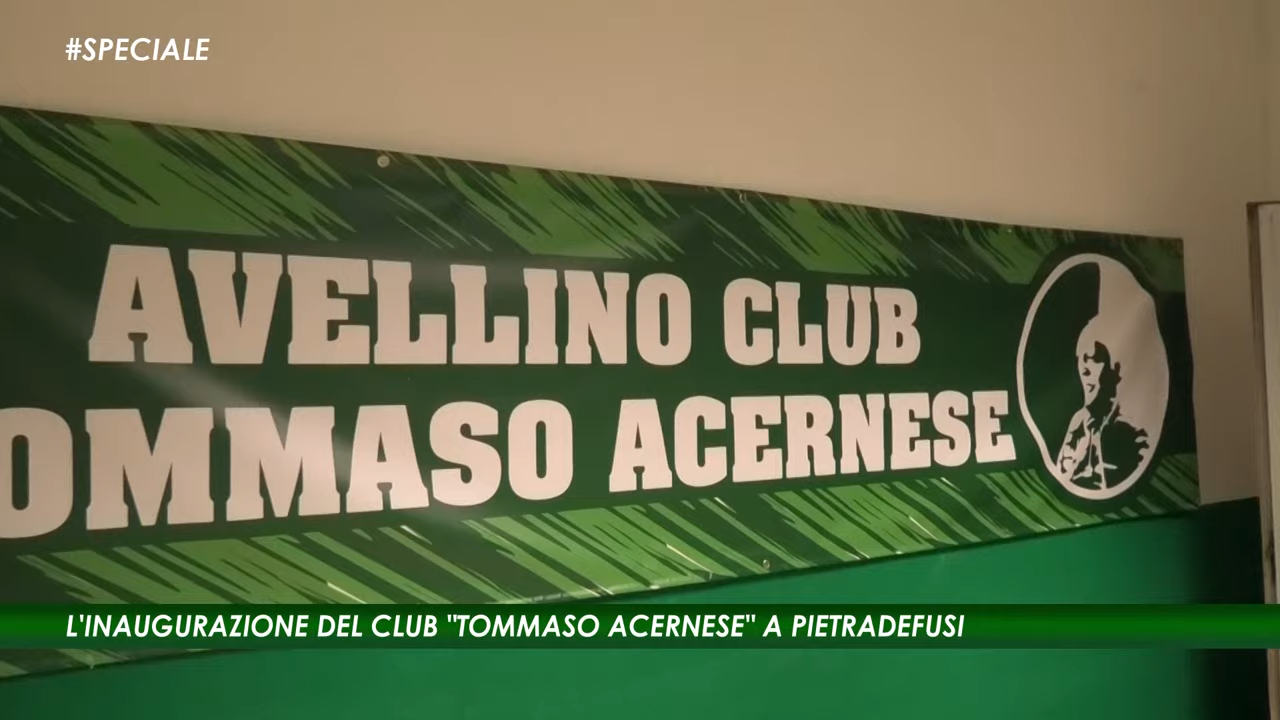 #SPECIALE
AVELLINO CLUB
OMMASO ACERNESE
L'INAUGURAZIONE DEL CLUB "TOMMASO ACERNESE" A PIETRADEFUSI